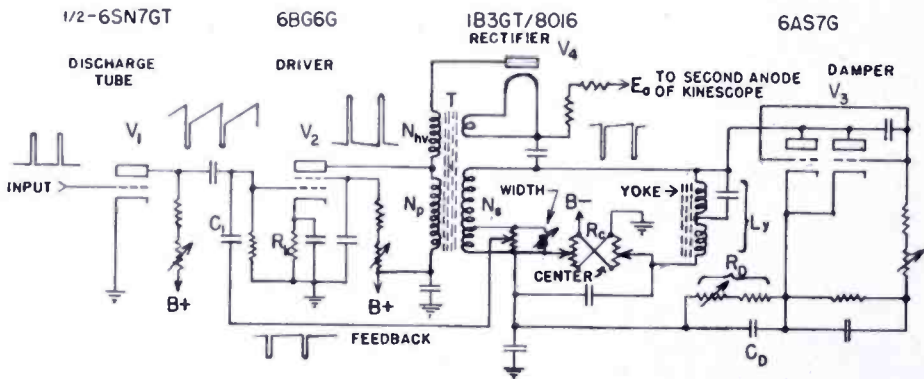 1/2-6SN7GT
6BG6G
1B3GT/8016
RECTIFIER
6AS7G
DISCHARGE
TUBE
DRIVER
V4
E0 TO SECOND ANODE
OF KINESCOPE
DAMPER
V3
V1
V2
T
Nhv
INPUT
C1
RK
Np
Ns
WIDTH
B-
RC
YOKE
Ly
CENTER
RD
B+
B+
FEEDBACK
CD